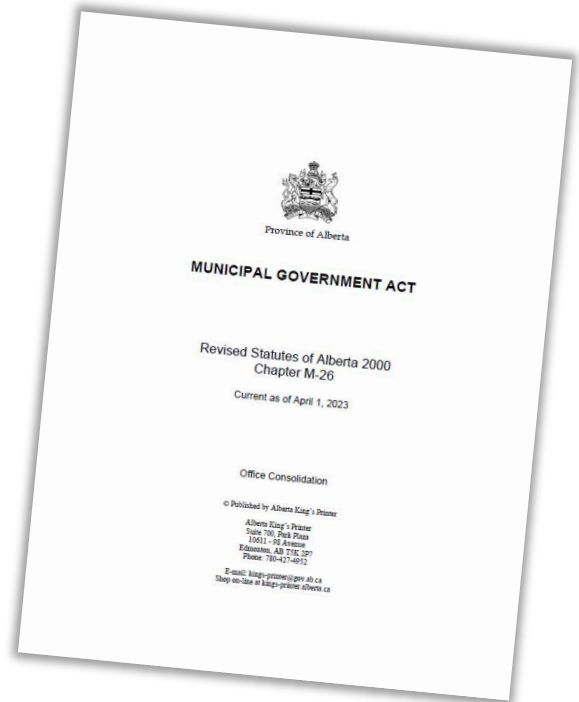 Province of Alberta
MUNICIPAL GOVERNMENT ACT
Revised Statutes of Alberta 2000
Chapter M-26
Current as of April 1, 2023
Office Consolidation
© Published by Alberta King's Printer
Alberta King's Printer
Suite 700, Park Plaza
10611 - 98 Avenue
Edmonton, AB T5K 2P7
Phone: 780-427-4952
E-mail: kings-printer@gov.ab.ca
Shop on-line at kings-printer.alberta.ca